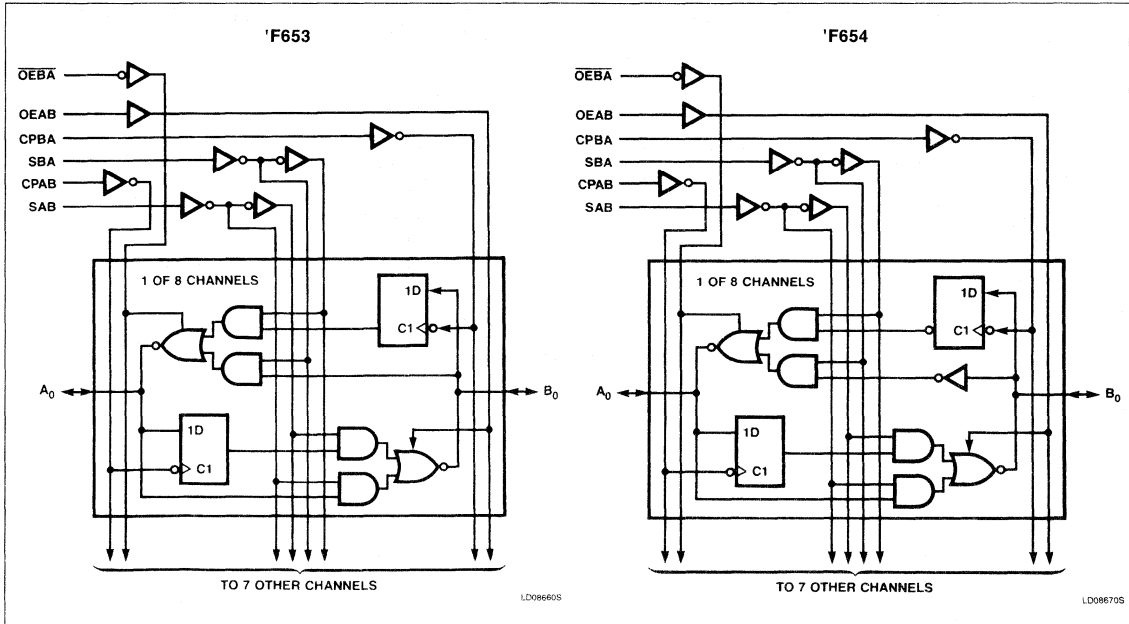 'F653
OEBA
OEAB
CPBA
SBA
CPAB
SAB
1 OF 8 CHANNELS
1D
C1
A0
B0
1D
C1
TO 7 OTHER CHANNELS
LD08660S
'F654
OEBA
OEAB
CPBA
SBA
CPAB
SAB
1 OF 8 CHANNELS
1D
C1
A0
B0
1D
C1
TO 7 OTHER CHANNELS
LD08670S